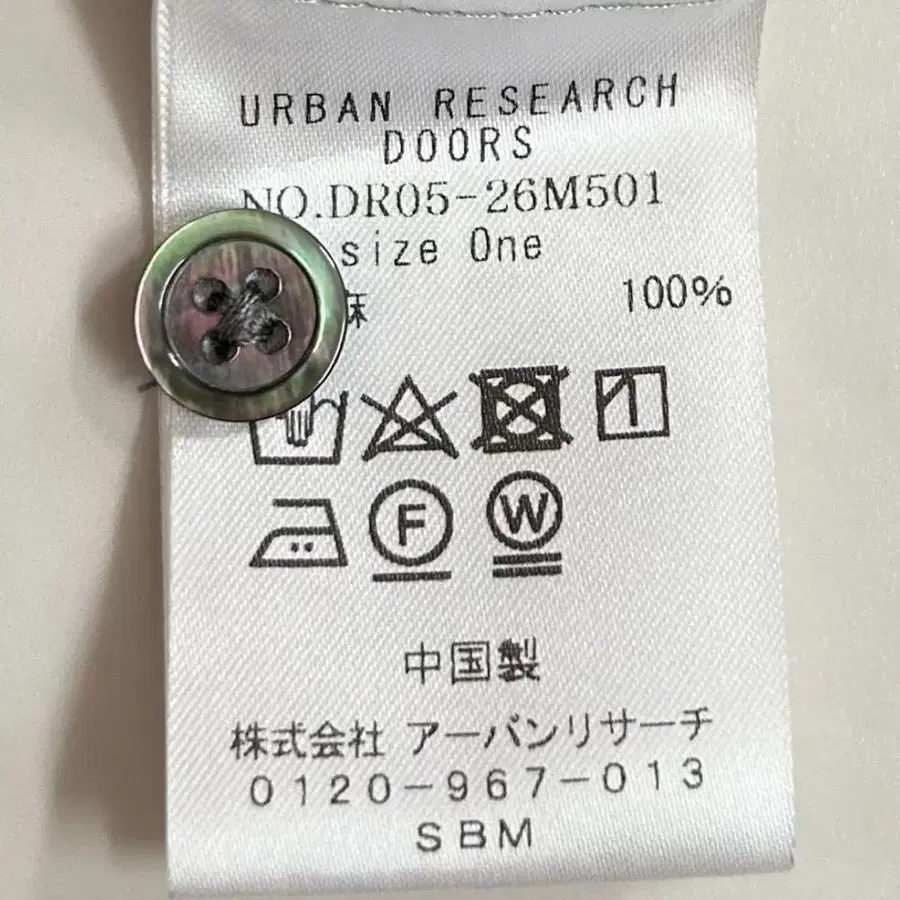 URBAN RESEARCH
DOORS
NO.DR05-26M501
size One
麻 100%
F W
中国製
株式会社 アーバンリサーチ
0120-967-013
SBM